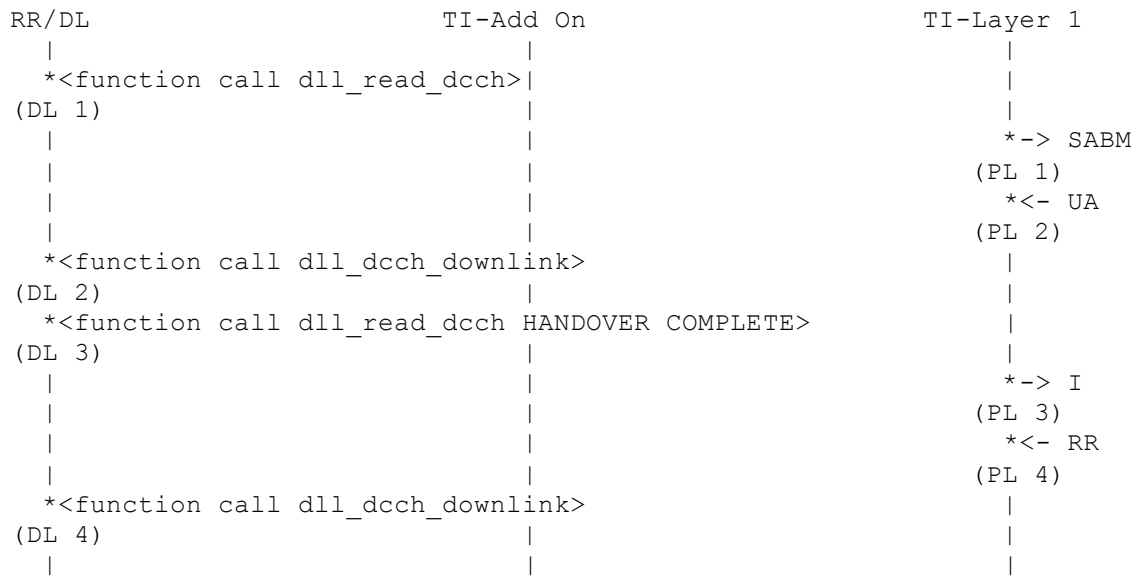 RR/DL                       TI-Add On                       TI-Layer 1
  |                             |                             |
  *<function call dll_read_dcch>|                             |
(DL 1)                          |                             |
  |                             |                             *-> SABM
  |                             |                           (PL 1)
  |                             |                             *<- UA
  |                             |                           (PL 2)
  *<function call dll_dcch_downlink>                          |
(DL 2)                          |                             |
  *<function call dll_read_dcch HANDOVER COMPLETE>            |
(DL 3)                          |                             |
  |                             |                             *-> I
  |                             |                           (PL 3)
  |                             |                             *<- RR
  |                             |                           (PL 4)
  *<function call dll_dcch_downlink>                          |
(DL 4)                          |                             |
  |                             |                             |